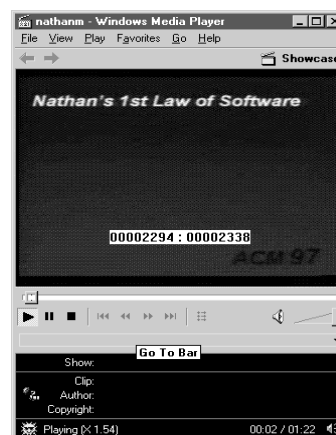 nathanm - Windows Media Player
File View Play Favorites Go Help
Showcase
Nathan's 1st Law of Software
00002294 : 00002338
ACM 97
Go To Bar
Show:
Clip:
Author:
Copyright:
Playing (X 1.54) 00:02 / 01:22